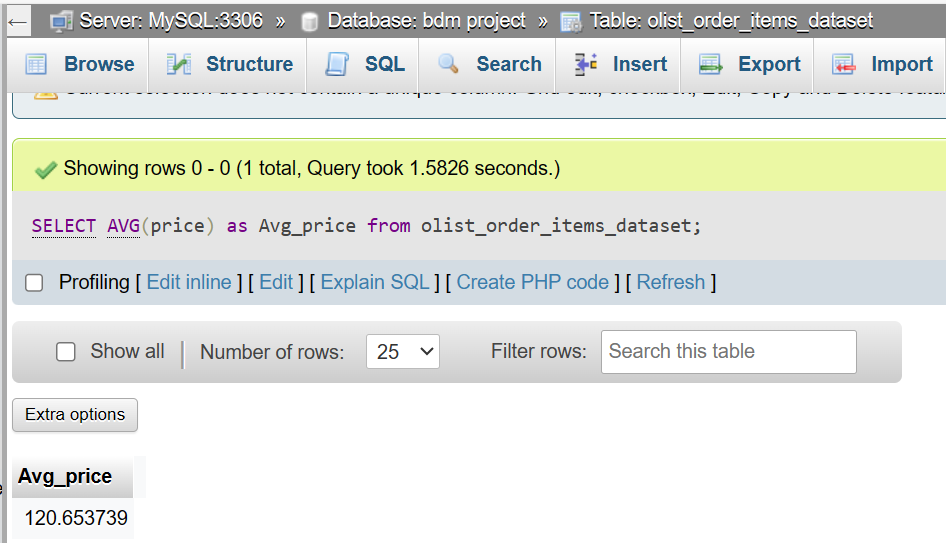 ← Server: MySQL:3306 » Database: bdm project » Table: olist_order_items_dataset
Browse Structure SQL Search Insert Export Import
Showing rows 0 - 0 (1 total, Query took 1.5826 seconds.)
SELECT AVG(price) as Avg_price from olist_order_items_dataset;
Profiling [ Edit inline ] [ Edit ] [ Explain SQL ] [ Create PHP code ] [ Refresh ]
Show all Number of rows: 25 Filter rows: Search this table
Extra options
Avg_price
120.653739